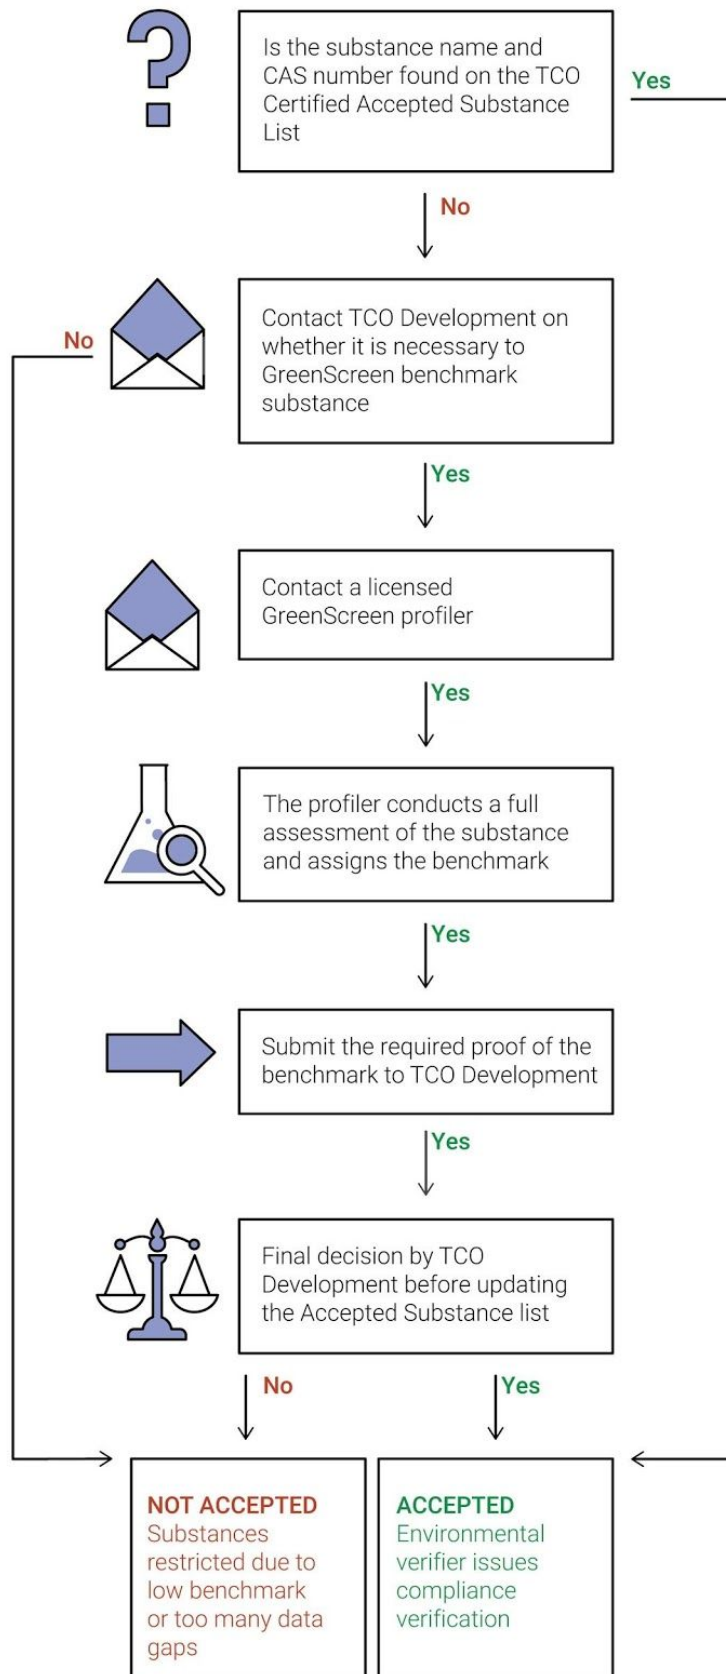 Is the substance name and
CAS number found on the TCO
Certified Accepted Substance
List
Yes
No
Contact TCO Development on
whether it is necessary to
GreenScreen benchmark
substance
No
Yes
Contact a licensed
GreenScreen profiler
Yes
The profiler conducts a full
assessment of the substance
and assigns the benchmark
Yes
Submit the required proof of the
benchmark to TCO Development
Yes
Final decision by TCO
Development before updating
the Accepted Substance list
No
Yes
NOT ACCEPTED
Substances
restricted due to
low benchmark
or too many data
gaps
ACCEPTED
Environmental
verifier issues
compliance
verification